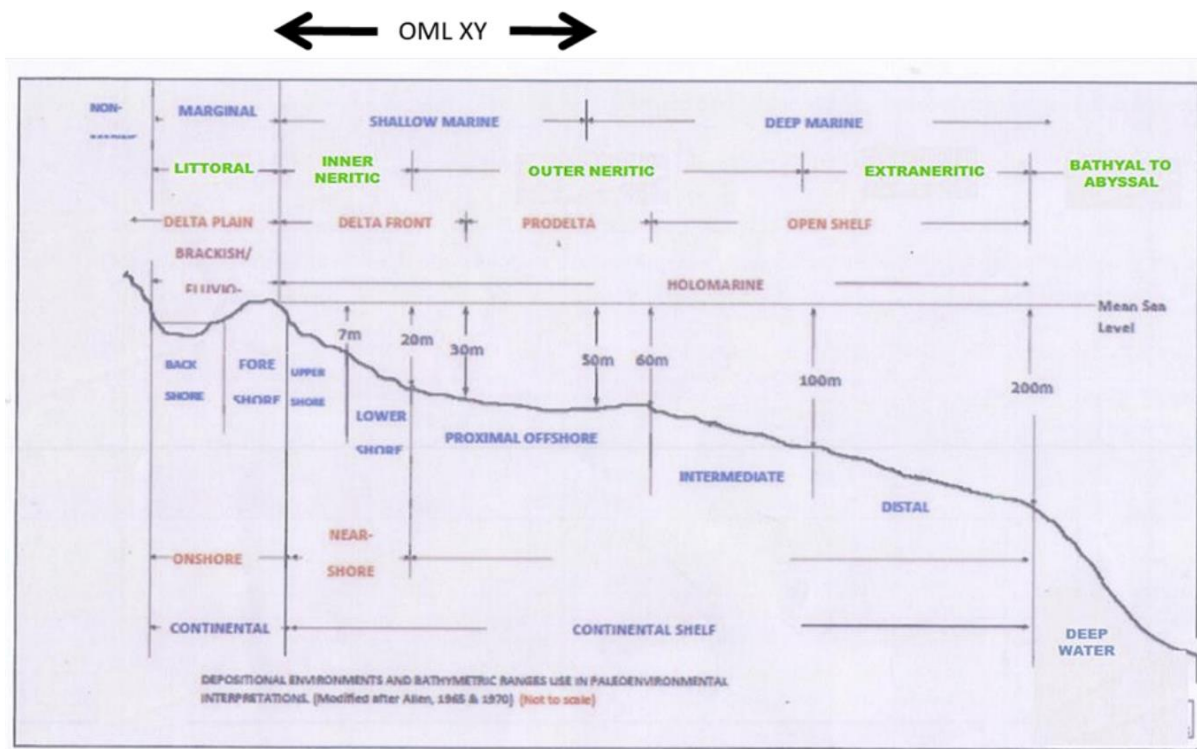 OML XY
NON-
MARGINAL
SHALLOW MARINE
DEEP MARINE
LITTORAL
INNER
NERITIC
OUTER NERITIC
EXTRANERITIC
BATHYAL TO
ABYSSAL
DELTA PLAIN
DELTA FRONT
PRODELTA
OPEN SHELF
BRACKISH/
FLUVIO-
HOLOMARINE
Mean Sea
Level
7m
20m
30m
50m
60m
100m
200m
BACK
SHORE
FORE
SHORE
UPPER
SHORE
LOWER
SHORE
PROXIMAL OFFSHORE
INTERMEDIATE
DISTAL
ONSHORE
NEAR-
SHORE
CONTINENTAL
CONTINENTAL SHELF
DEEP
WATER
DEPOSITIONAL ENVIRONMENTS AND BATHYMETRIC RANGES USE IN PALEOENVIRONMENTAL
INTERPRETATIONS. (Modified after Allen, 1965 & 1970) (Not to scale)